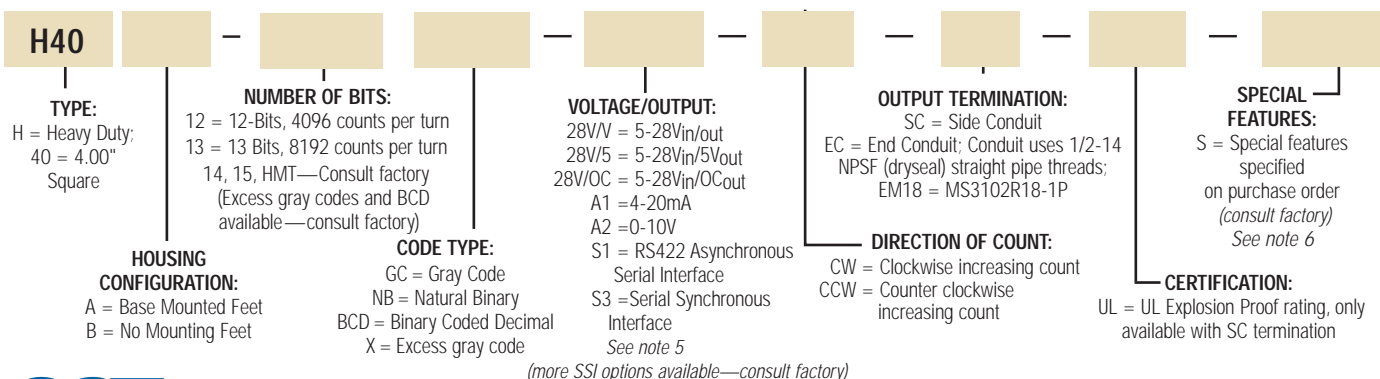 H40 – — — — — —
TYPE:
H = Heavy Duty;
40 = 4.00"
Square
HOUSING
CONFIGURATION:
A = Base Mounted Feet
B = No Mounting Feet
NUMBER OF BITS:
12 = 12-Bits, 4096 counts per turn
13 = 13 Bits, 8192 counts per turn
14, 15, HMT—Consult factory
(Excess gray codes and BCD
available—consult factory)
CODE TYPE:
GC = Gray Code
NB = Natural Binary
BCD = Binary Coded Decimal
X = Excess gray code
VOLTAGE/OUTPUT:
28V/V = 5-28Vin/out
28V/5 = 5-28Vin/5Vout
28V/OC = 5-28Vin/OCout
A1 =4-20mA
A2 =0-10V
S1 = RS422 Asynchronous
Serial Interface
S3 =Serial Synchronous
Interface
See note 5
(more SSI options available—consult factory)
DIRECTION OF COUNT:
CW = Clockwise increasing count
CCW = Counter clockwise
increasing count
OUTPUT TERMINATION:
SC = Side Conduit
EC = End Conduit; Conduit uses 1/2-14
NPSF (dryseal) straight pipe threads;
EM18 = MS3102R18-1P
CERTIFICATION:
UL = UL Explosion Proof rating, only
available with SC termination
SPECIAL
FEATURES:
S = Special features
specified
on purchase order
(consult factory)
See note 6